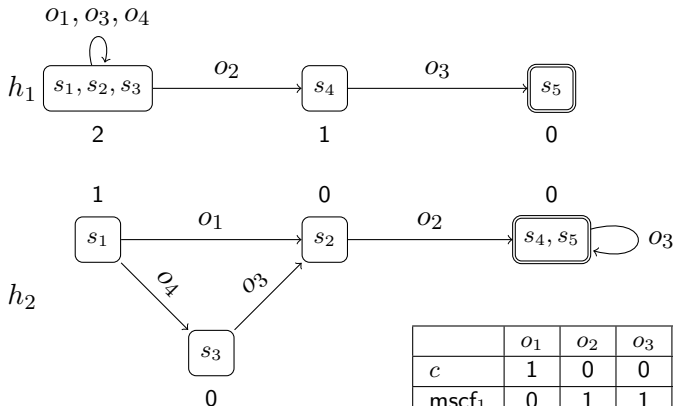 o₁, o₃, o₄
h₁ s₁, s₂, s₃ o₂ s₄ o₃ s₅
2 1 0
1 0 0
s₁ o₁ s₂ o₂ s₄, s₅ o₃
o₄ o₃
h₂
s₃
0
o₁ o₂ o₃
c 1 0 0
mscf₁ 0 1 1